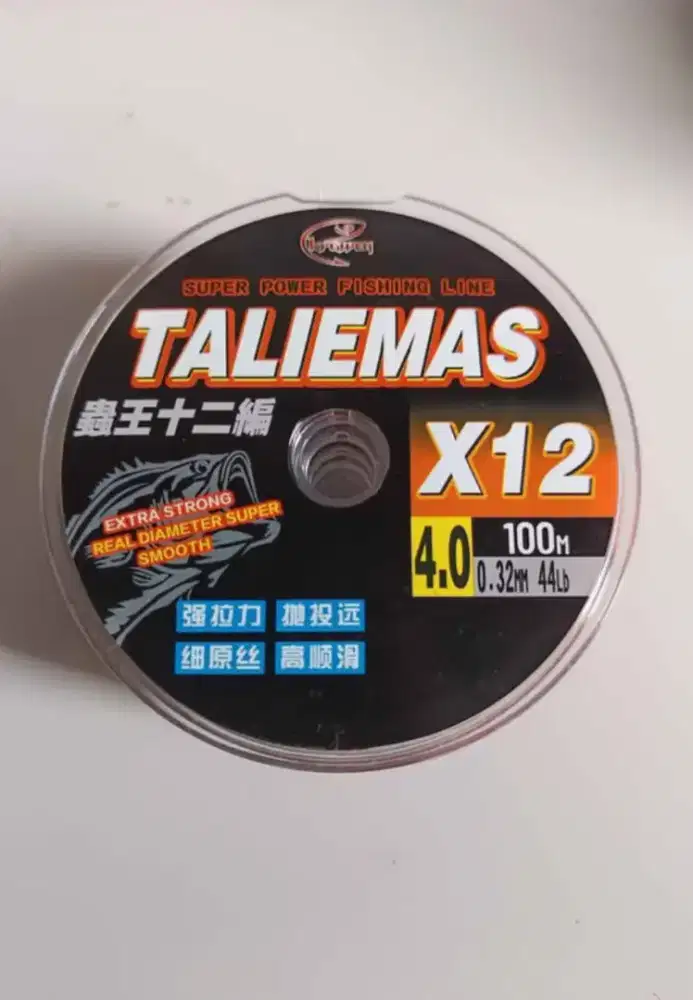 SUPER POWER FISHING LINE
TALIEMAS
蟲王十二編
X12
EXTRA STRONG
REAL DIAMETER SUPER
SMOOTH
4.0
100M
0.32MM 44Lb
强拉力 抛投远
细原丝 高顺滑